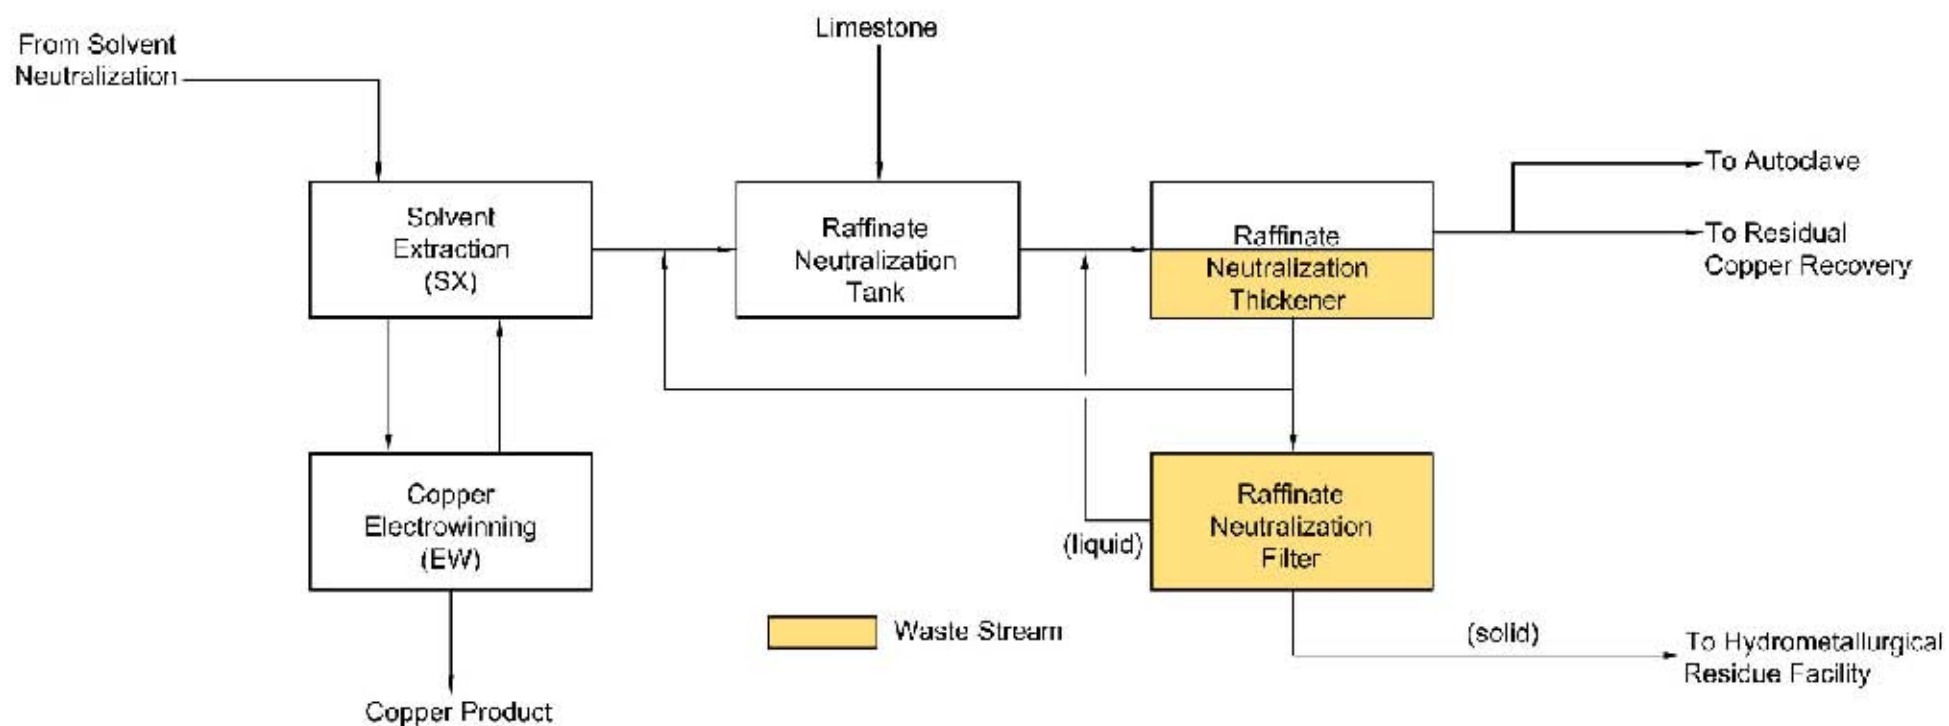 From Solvent
Neutralization
Limestone
Solvent
Extraction
(SX)
Raffinate
Neutralization
Tank
Raffinate
Neutralization
Thickener
To Autoclave
To Residual
Copper Recovery
Copper
Electrowinning
(EW)
(liquid)
Raffinate
Neutralization
Filter
Waste Stream
(solid)
To Hydrometallurgical
Residue Facility
Copper Product